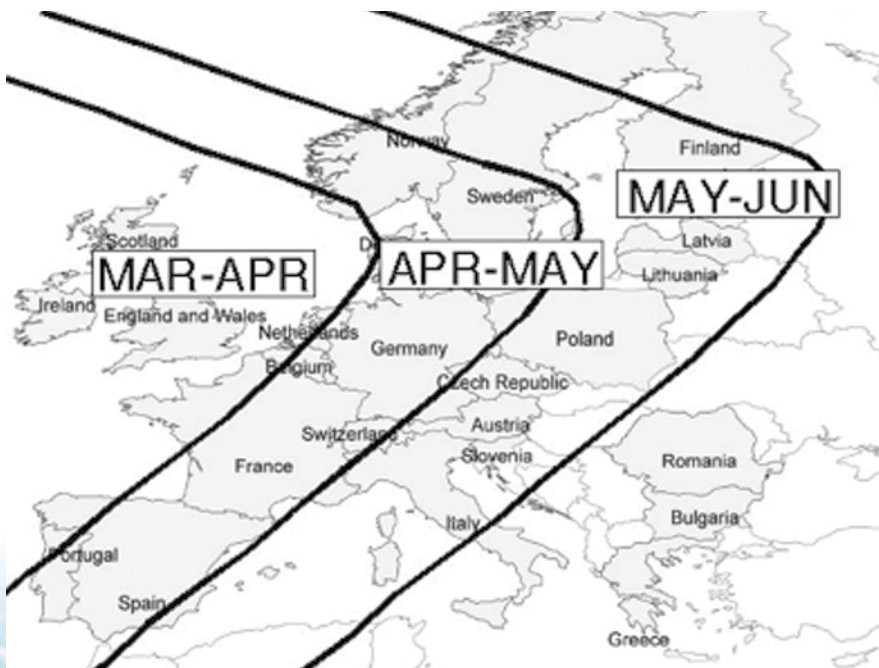 Norway
Finland
Sweden
MAY-JUN
Scotland
D
Latvia
MAR-APR
APR-MAY
Lithuania
Ireland
England and Wales
Netherlands
Poland
Germany
Belgium
Czech Republic
Austria
Switzerland
Slovenia
France
Romania
Bulgaria
Italy
Portugal
Spain
Greece